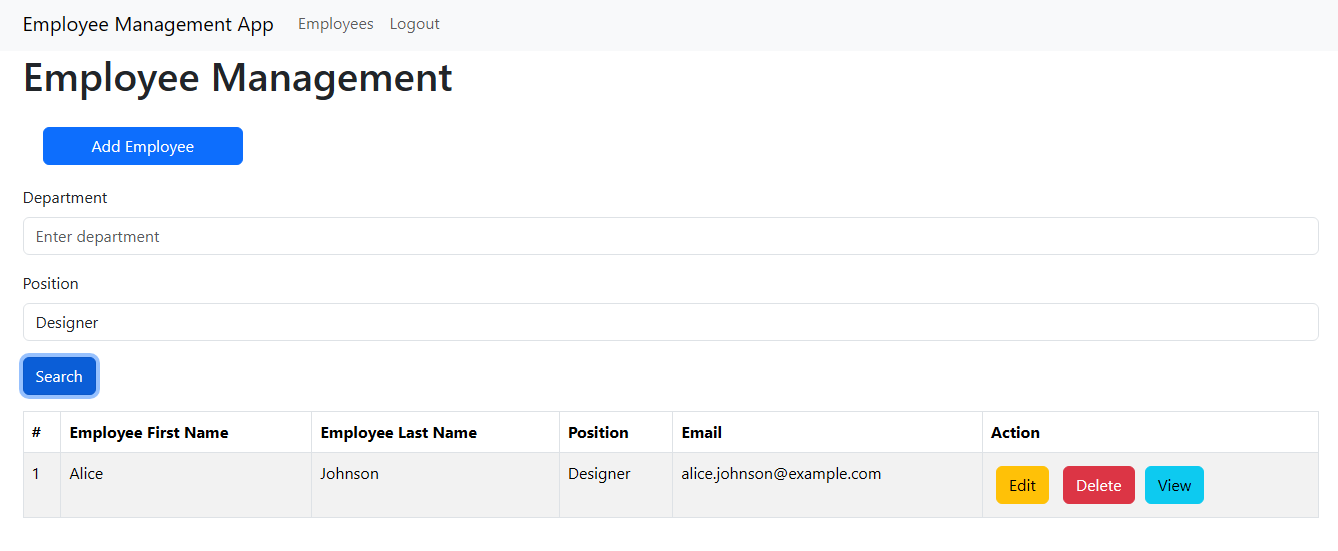 Employee Management App Employees Logout
Employee Management
Add Employee
Department
Enter department
Position
Designer
Search
# Employee First Name Employee Last Name Position Email Action
1 Alice Johnson Designer alice.johnson@example.com Edit Delete View